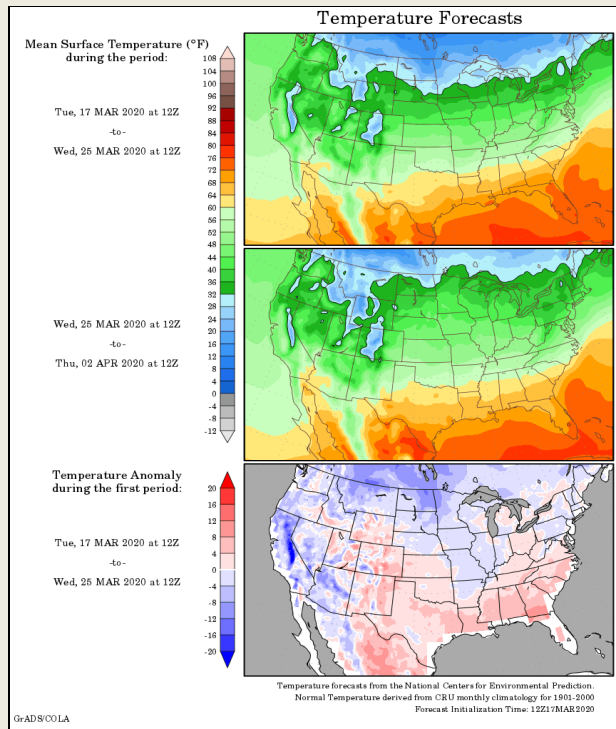 Temperature Forecasts
Mean Surface Temperature (°F)
during the period:
Tue, 17 MAR 2020 at 12Z
-to-
Wed, 25 MAR 2020 at 12Z
108
104
100
96
92
88
84
80
76
72
68
64
60
56
52
48
44
40
36
32
28
24
20
16
12
8
4
0
-4
-8
-12
Wed, 25 MAR 2020 at 12Z
-to-
Thu, 02 APR 2020 at 12Z
Temperature Anomaly
during the first period:
Tue, 17 MAR 2020 at 12Z
-to-
Wed, 25 MAR 2020 at 12Z
20
16
12
8
4
0
-4
-8
-12
-16
-20
Temperature forecasts from the National Centers for Environmental Prediction.
Normal Temperature derived from CRU monthly climatology for 1901-2000
Forecast Initialization Time: 12Z17MAR2020
GrADS/COLA